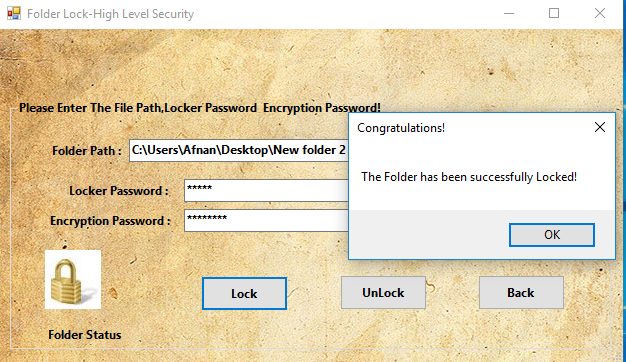 Folder Lock-High Level Security
Please Enter The File Path,Locker Password  Encryption Password!
Congratulations!
Folder Path :
C:\Users\Afnan\Desktop\New folder 2
The Folder has been successfully Locked!
Locker Password :
*****
Encryption Password :
********
OK
Lock
UnLock
Back
Folder Status